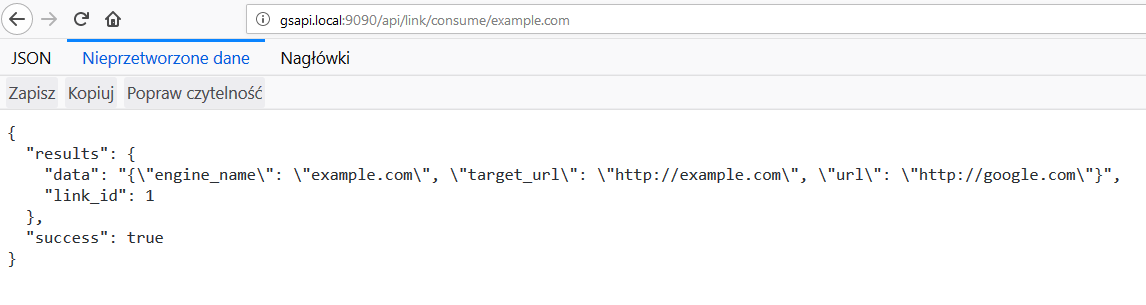 gsapi.local:9090/api/link/consume/example.com
JSON Nieprzetworzone dane Nagłówki
Zapisz Kopiuj Popraw czytelność
{
  "results": {
    "data": "{\"engine_name\": \"example.com\", \"target_url\": \"http://example.com\", \"url\": \"http://google.com\"}",
    "link_id": 1
  },
  "success": true
}